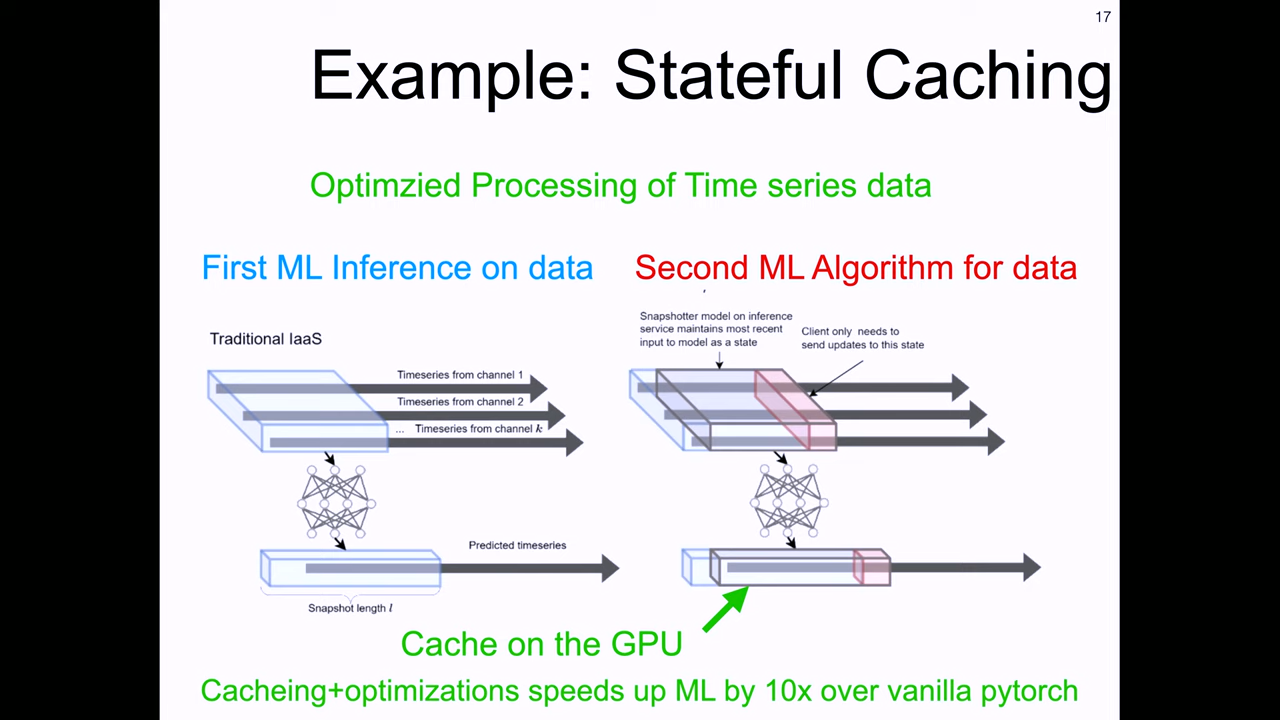 17
Example: Stateful Caching
Optimzied Processing of Time series data
First ML Inference on data
Second ML Algorithm for data
Traditional IaaS
Timeseries from channel 1
Timeseries from channel 2
... Timeseries from channel k
Predicted timeseries
Snapshot length l
Snapshotter model on inference
service maintains most recent
input to model as a state
Client only needs to
send updates to this state
Cache on the GPU
Cacheing+optimizations speeds up ML by 10x over vanilla pytorch